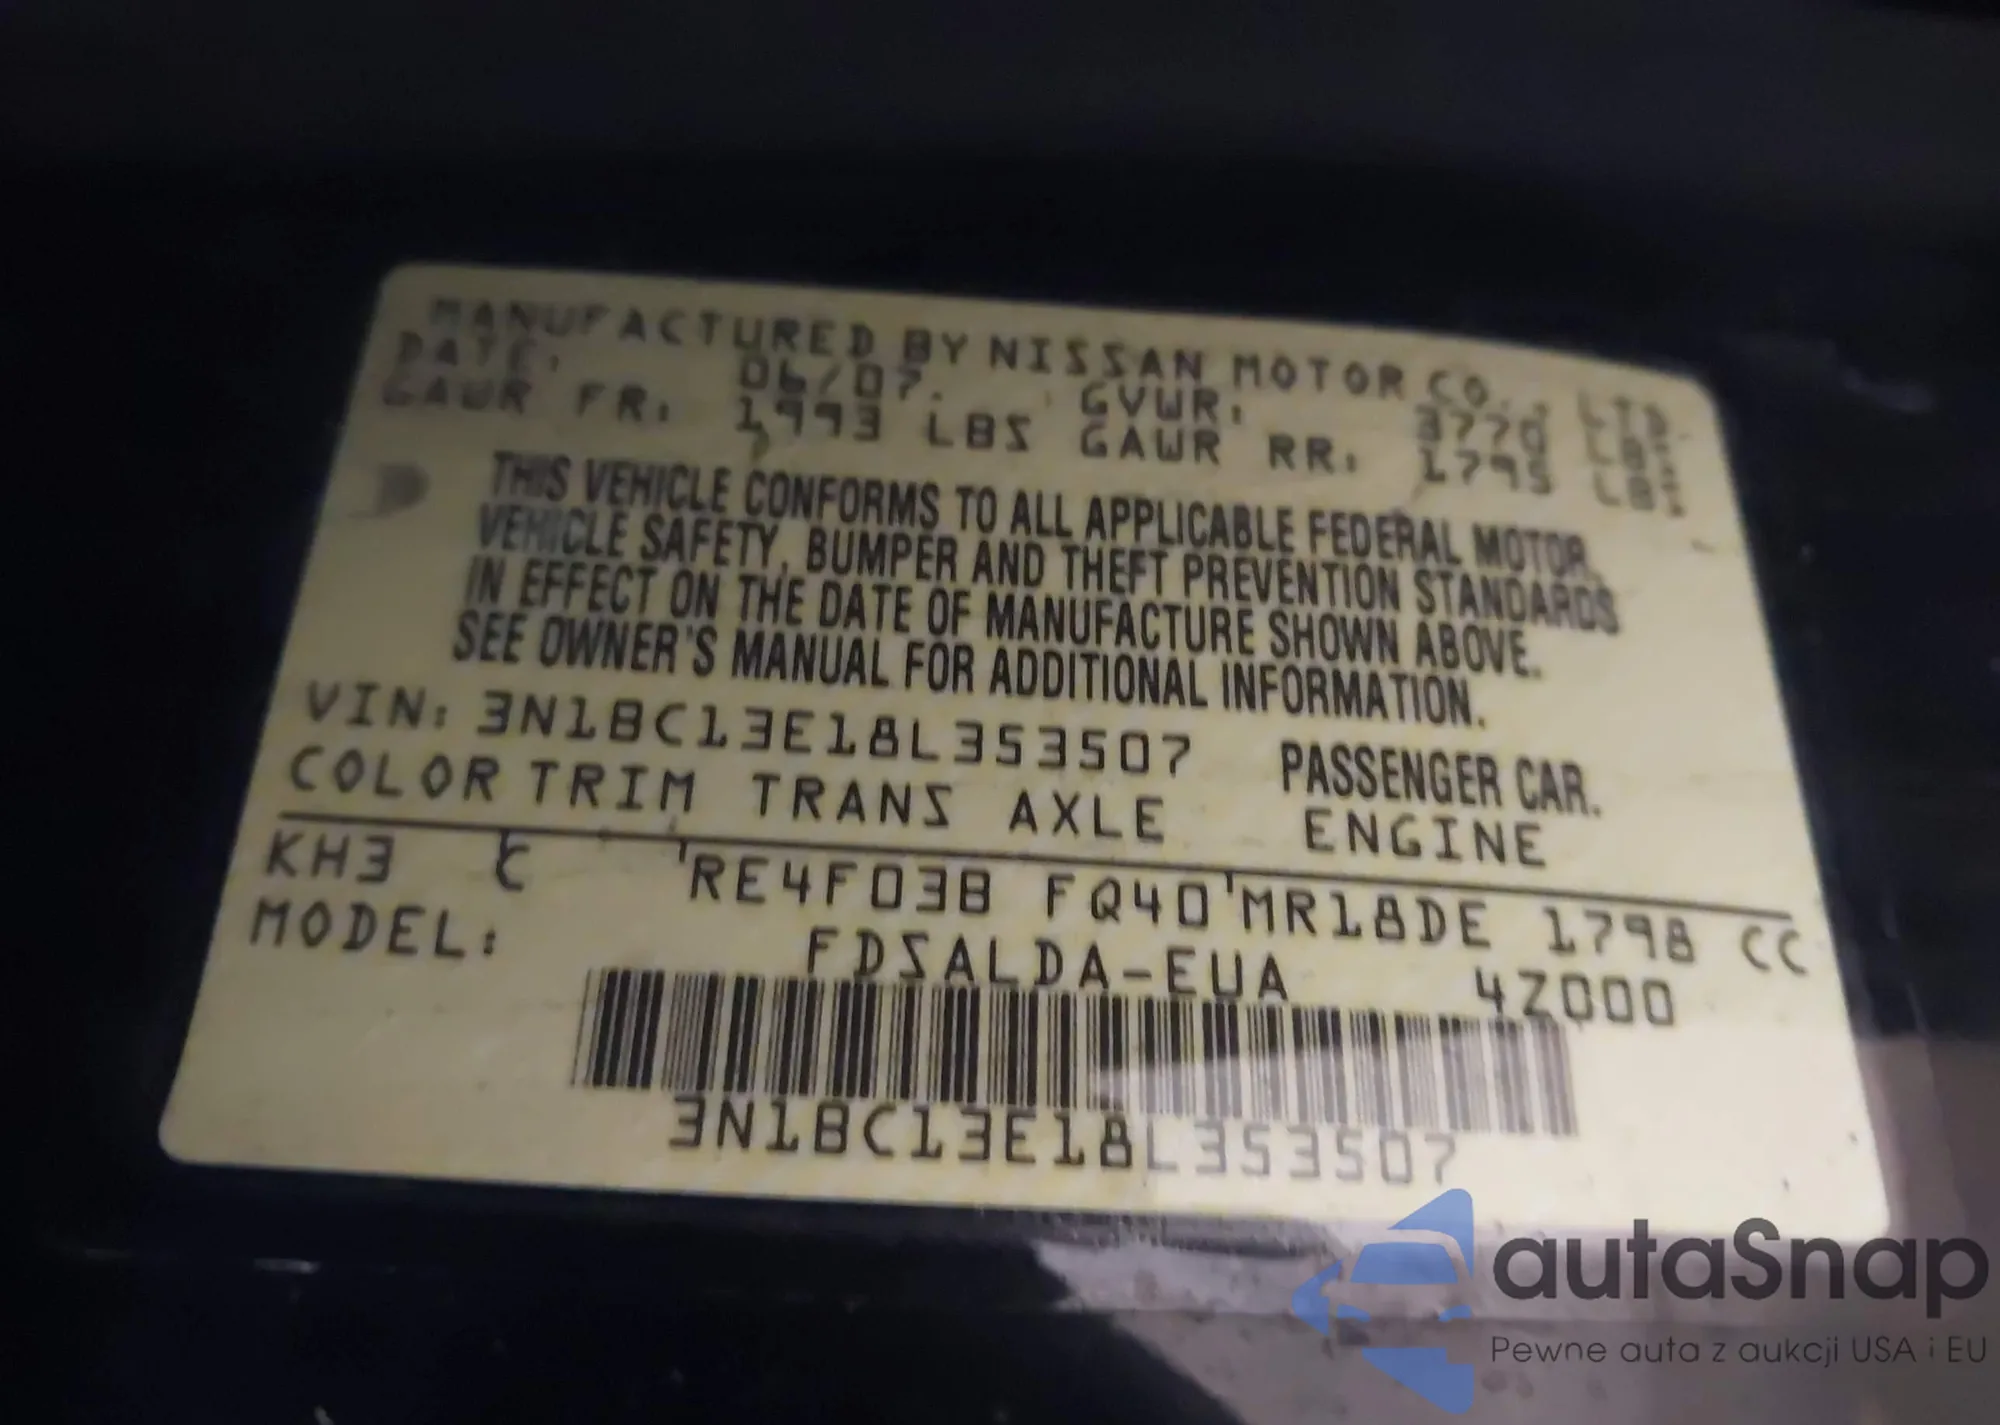 MANUFACTURED BY NISSAN MOTOR CO., LTD.
DATE: 06/07. GVWR: 3770 LBS
GAWR FR: 1993 LBS GAWR RR: 1795 LBS
THIS VEHICLE CONFORMS TO ALL APPLICABLE FEDERAL MOTOR
VEHICLE SAFETY, BUMPER AND THEFT PREVENTION STANDARDS
IN EFFECT ON THE DATE OF MANUFACTURE SHOWN ABOVE.
SEE OWNER'S MANUAL FOR ADDITIONAL INFORMATION.
VIN: 3N1BC13E18L353507 PASSENGER CAR.
COLOR TRIM TRANS AXLE ENGINE
KH3 C RE4F03B FQ40 MR18DE 1798 CC
MODEL: FDSALDA-EUA 4Z000
3N1BC13E18L353507
autaSnap
Pewne auta z aukcji USA i EU